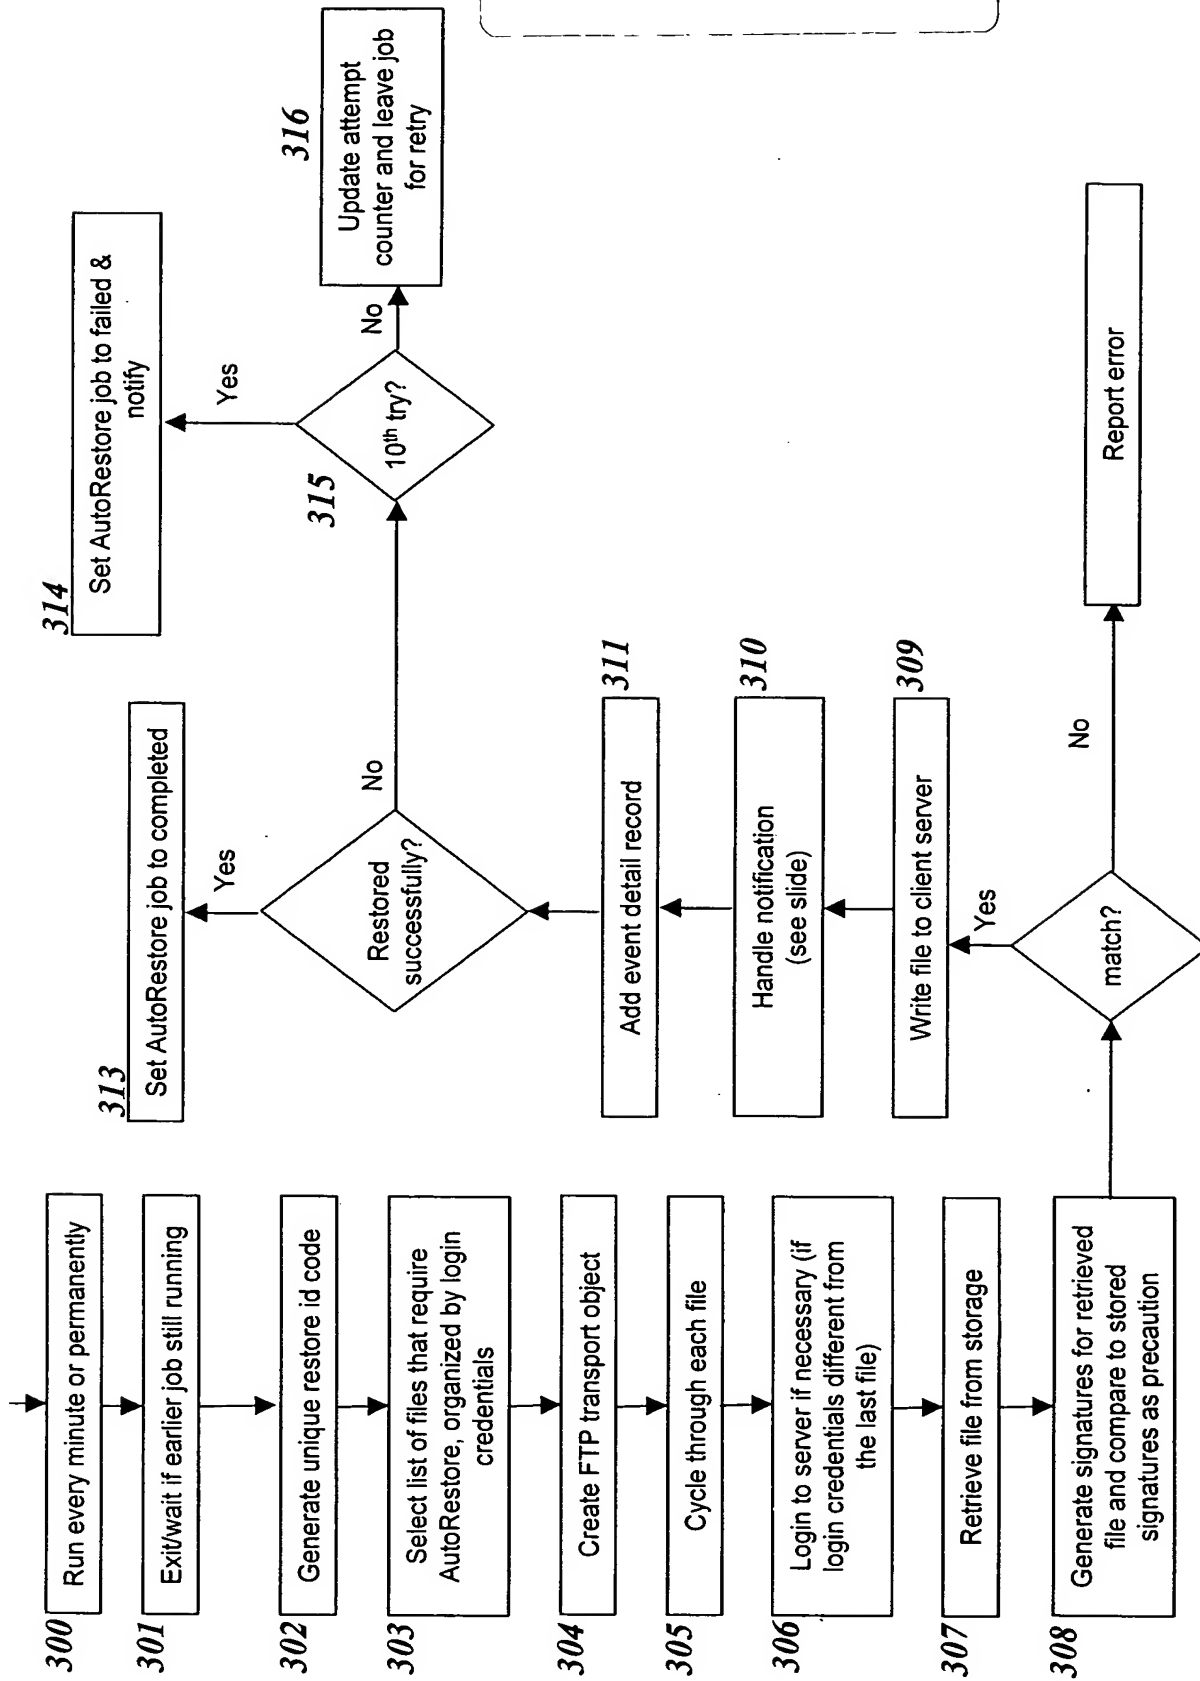 300
Run every minute or permanently
301
Exit/wait if earlier job still running
302
Generate unique restore id code
303
Select list of files that require
AutoRestore, organized by login
credentials
304
Create FTP transport object
305
Cycle through each file
306
Login to server if necessary (if
login credentials different from
the last file)
307
Retrieve file from storage
308
Generate signatures for retrieved
file and compare to stored
signatures as precaution
match?
Yes
No
Report error
309
Write file to client server
310
Handle notification
(see slide)
311
Add event detail record
Restored
successfully?
Yes
No
313
Set AutoRestore job to completed
315
10th try?
Yes
No
314
Set AutoRestore job to failed &
notify
316
Update attempt
counter and leave job
for retry